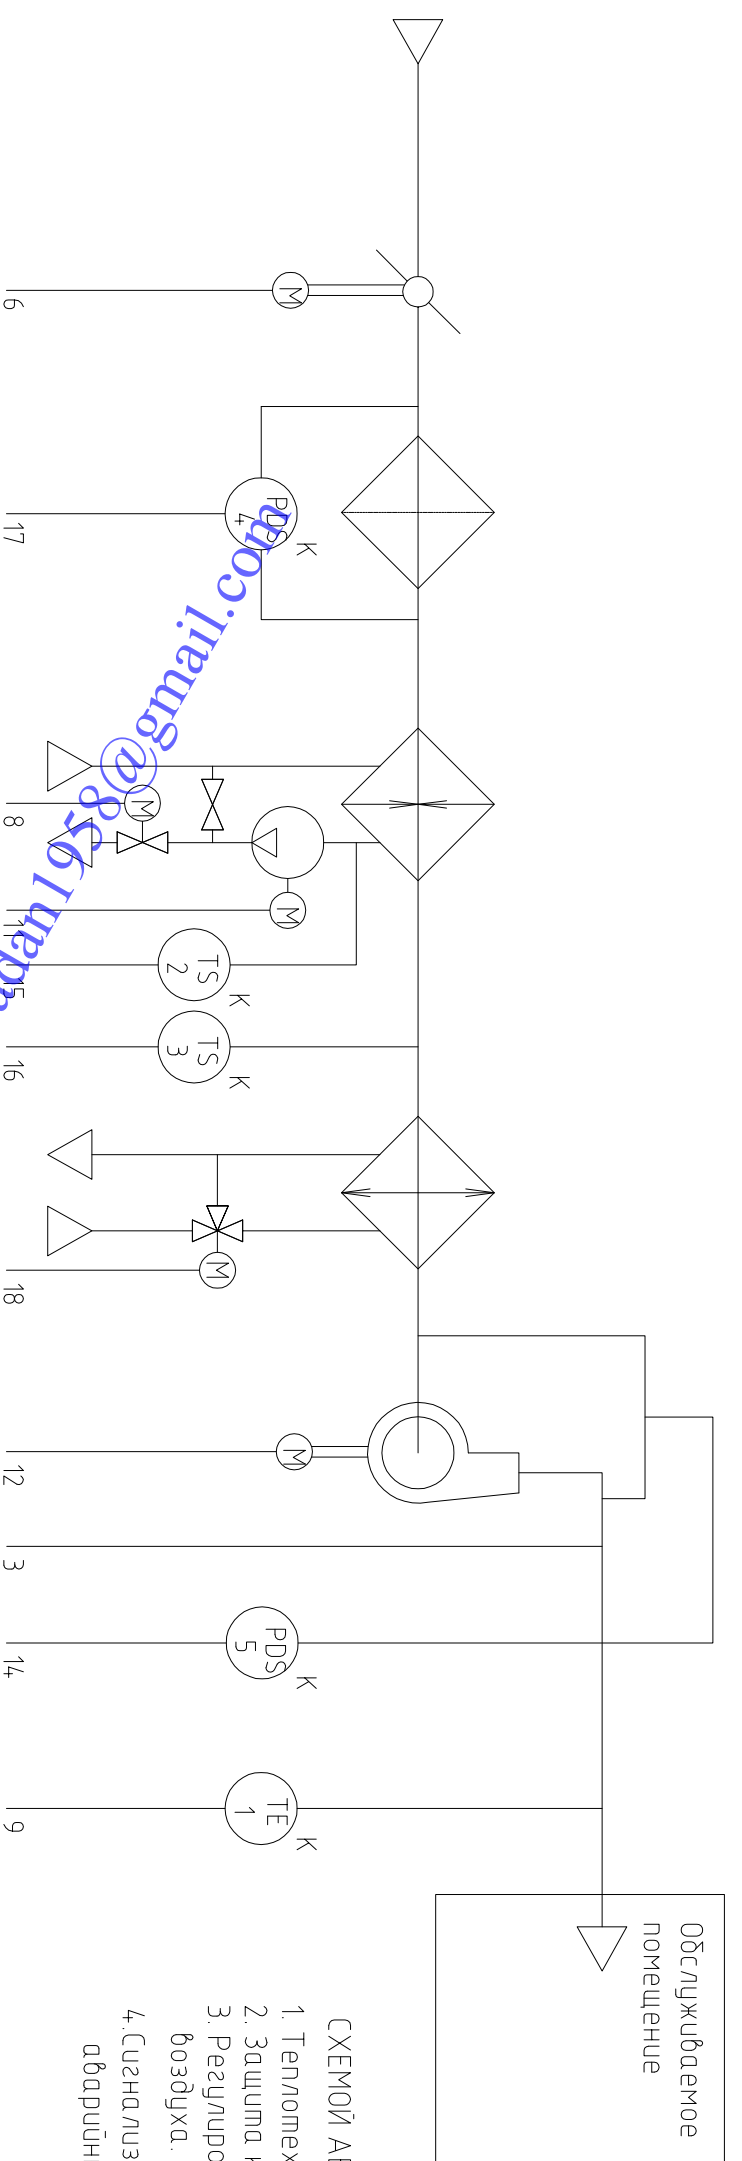 Обслуживаемое
помещение
M
6
PDS
4
K
17
M
8
M
11
TS
2
K
15
TS
3
K
16
M
18
M
12
3
PDS
5
K
14
TE
1
K
9
СХЕМОЙ
1. Теплотех
2. Защита
3. Регулиро
воздуха.
4.Сигнализ
аварийн
dan1958@gmail.com